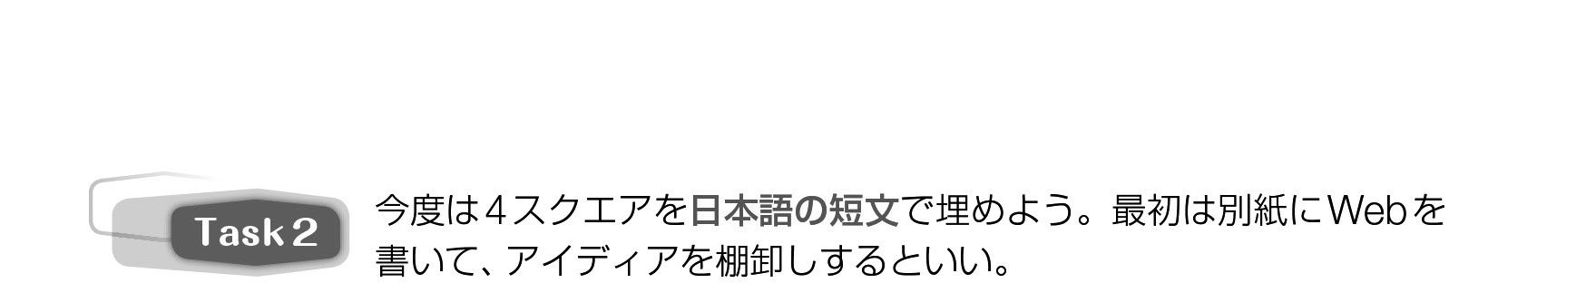 Task 2
今度は4スクエアを日本語の短文で埋めよう。最初は別紙にWebを
書いて、アイディアを棚卸しするといい。